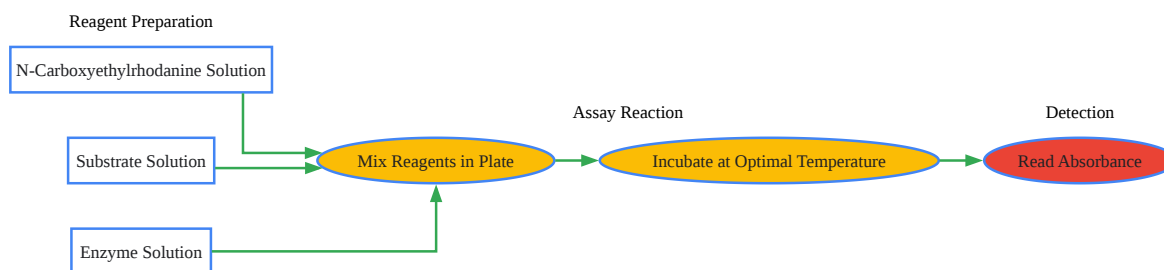 Reagent Preparation
N-Carboxyethylrhodanine Solution
Assay Reaction
Detection
Substrate Solution
Mix Reagents in Plate
Incubate at Optimal Temperature
Read Absorbance
Enzyme Solution